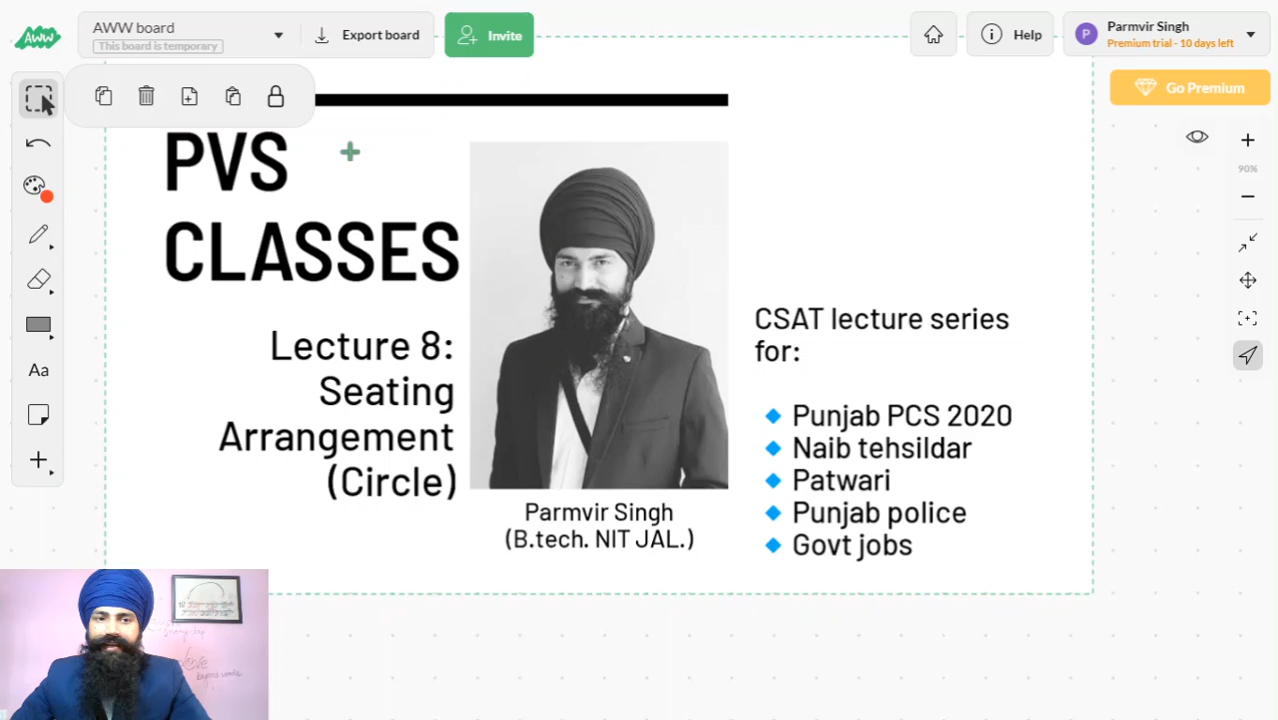 AWW
AWW board
This board is temporary
Export board
Invite
Help
P
Parmvir Singh
Premium trial - 10 days left
Go Premium
90%
Aa
PVS
CLASSES
Lecture 8:
Seating
Arrangement
(Circle)
Parmvir Singh
(B.tech. NIT JAL.)
CSAT lecture series
for:
Punjab PCS 2020
Naib tehsildar
Patwari
Punjab police
Govt jobs